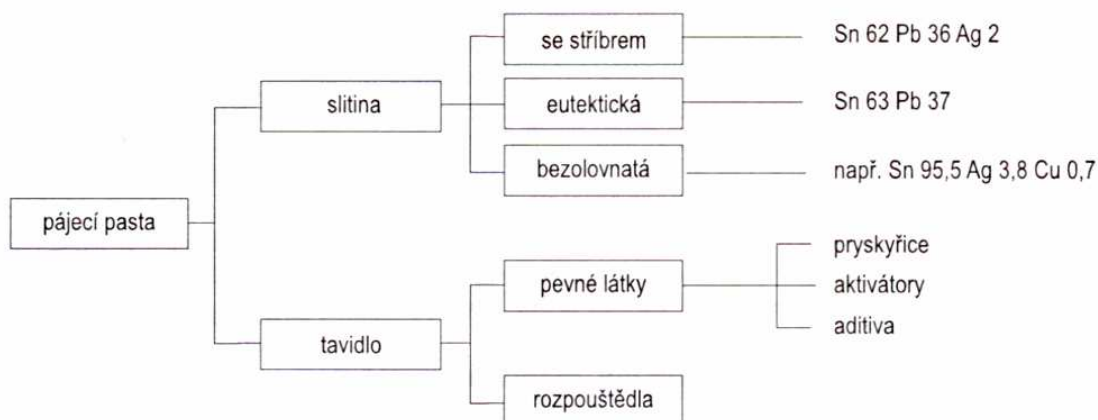 pájecí pasta
slitina
se stříbrem
Sn 62 Pb 36 Ag 2
eutektická
Sn 63 Pb 37
bezolovnatá
např. Sn 95,5 Ag 3,8 Cu 0,7
tavidlo
pevné látky
pryskyřice
aktivátory
aditiva
rozpouštědla